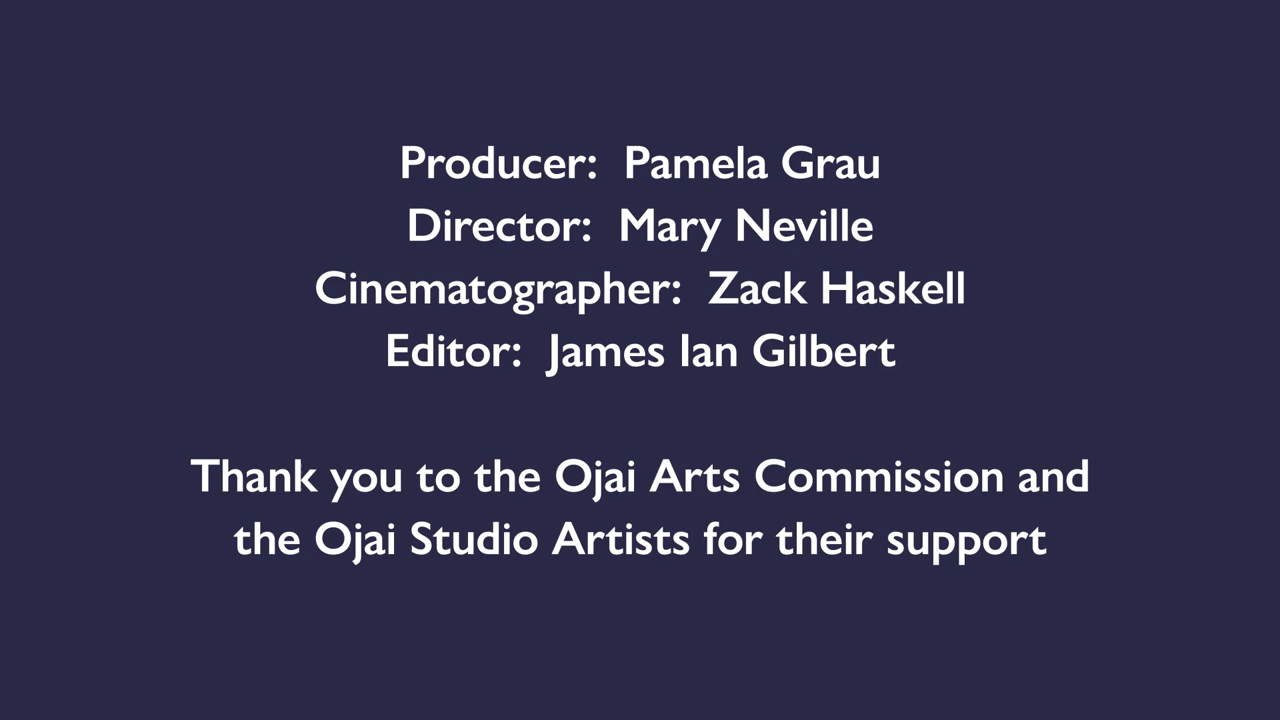 Producer:  Pamela Grau
Director:  Mary Neville
Cinematographer:  Zack Haskell
Editor:  James Ian Gilbert
Thank you to the Ojai Arts Commission and
the Ojai Studio Artists for their support